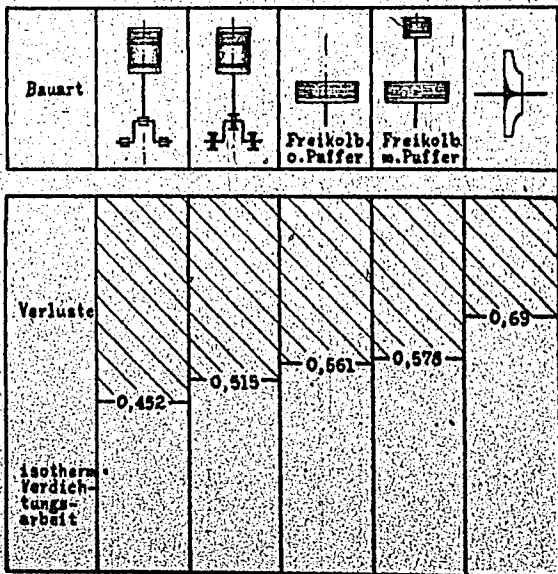 Bauart
Freikolb.
o.Puffer
Freikolb.
m.Puffer
Verluste
0,452
0,515
0,561
0,578
0,69
isotherm.
Verdich-
tungs-
arbeit